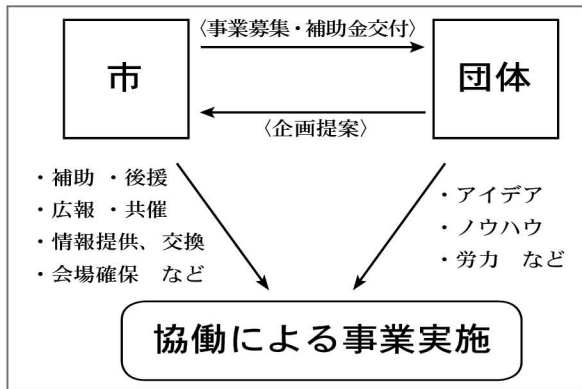 〈事業募集・補助金交付〉
市
団体
〈企画提案〉
・補助 ・後援
・広報 ・共催
・情報提供、交換
・会場確保　など
・アイデア
・ノウハウ
・労力　など
協働による事業実施